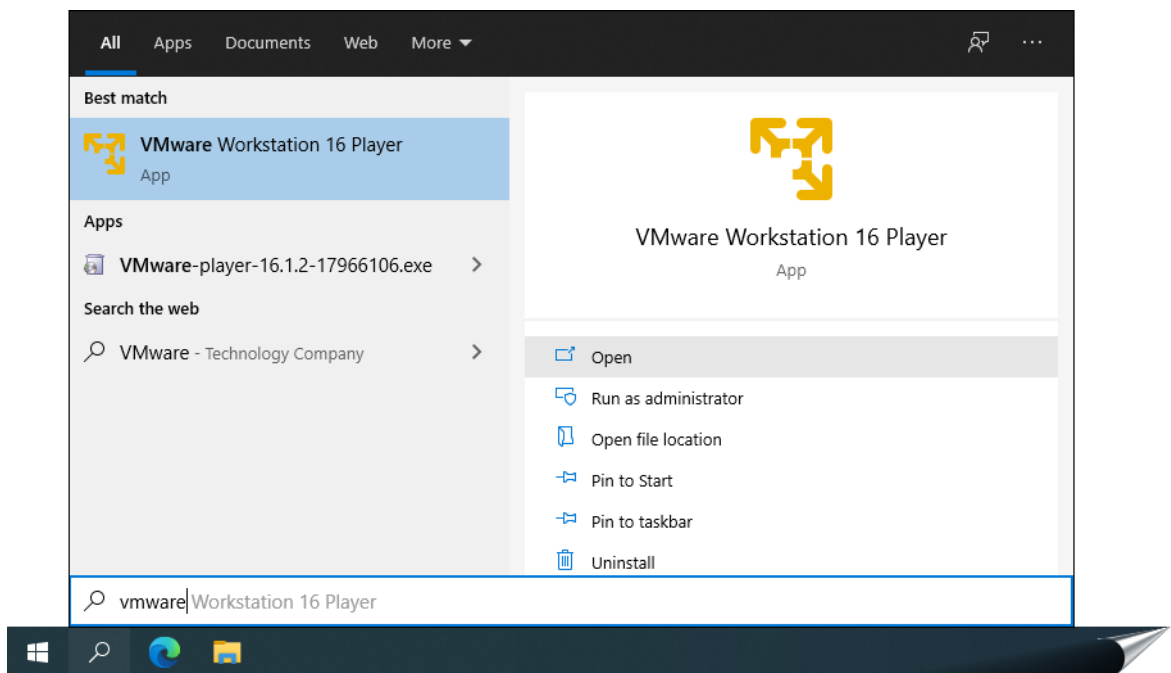 All Apps Documents Web More
Best match
VMware Workstation 16 Player
App
Apps
VMware-player-16.1.2-17966106.exe
Search the web
VMware - Technology Company
VMware Workstation 16 Player
App
Open
Run as administrator
Open file location
Pin to Start
Pin to taskbar
Uninstall
vmware Workstation 16 Player